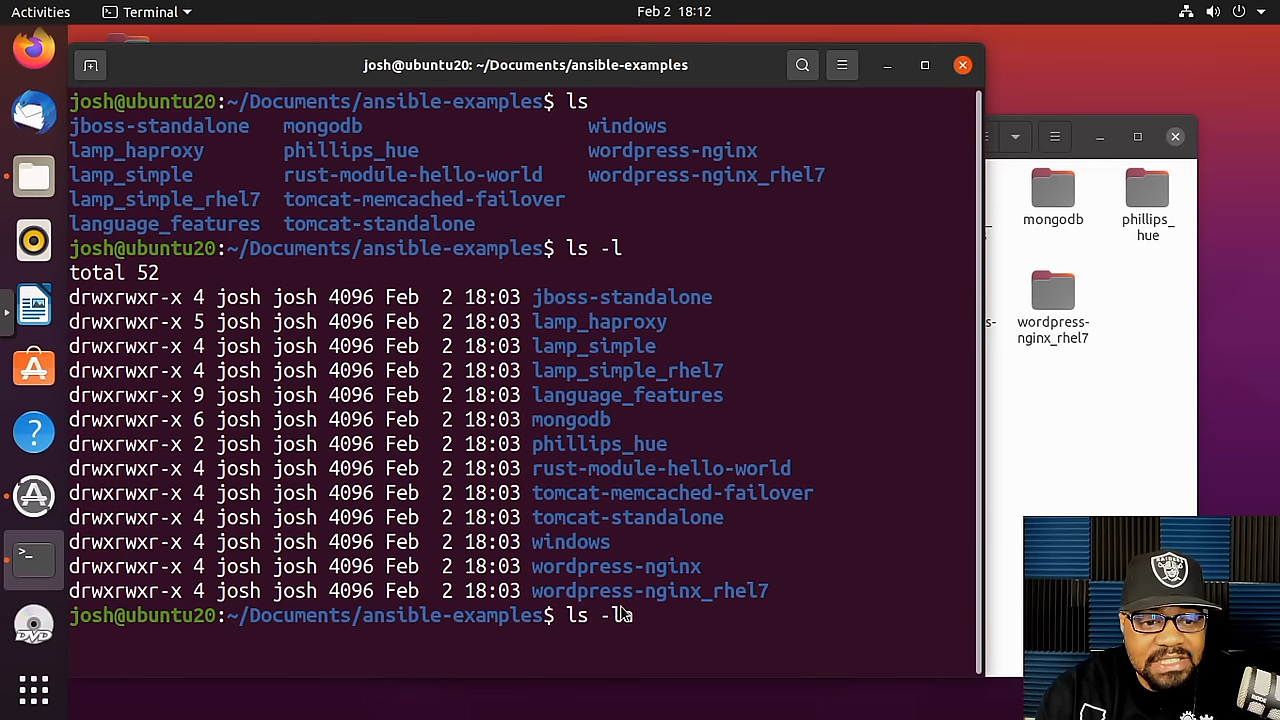 Activities
Terminal
Feb 2 18:12
josh@ubuntu20: ~/Documents/ansible-examples
josh@ubuntu20:~/Documents/ansible-examples$ ls
jboss-standalone mongodb windows
lamp_haproxy phillips_hue wordpress-nginx
lamp_simple rust-module-hello-world wordpress-nginx_rhel7
lamp_simple_rhel7 tomcat-memcached-failover
language_features tomcat-standalone
josh@ubuntu20:~/Documents/ansible-examples$ ls -l
total 52
drwxrwxr-x 4 josh josh 4096 Feb  2 18:03 jboss-standalone
drwxrwxr-x 5 josh josh 4096 Feb  2 18:03 lamp_haproxy
drwxrwxr-x 4 josh josh 4096 Feb  2 18:03 lamp_simple
drwxrwxr-x 4 josh josh 4096 Feb  2 18:03 lamp_simple_rhel7
drwxrwxr-x 9 josh josh 4096 Feb  2 18:03 language_features
drwxrwxr-x 6 josh josh 4096 Feb  2 18:03 mongodb
drwxrwxr-x 2 josh josh 4096 Feb  2 18:03 phillips_hue
drwxrwxr-x 4 josh josh 4096 Feb  2 18:03 rust-module-hello-world
drwxrwxr-x 4 josh josh 4096 Feb  2 18:03 tomcat-memcached-failover
drwxrwxr-x 4 josh josh 4096 Feb  2 18:03 tomcat-standalone
drwxrwxr-x 4 josh josh 4096 Feb  2 18:03 windows
drwxrwxr-x 4 josh josh 4096 Feb  2 18:03 wordpress-nginx
drwxrwxr-x 4 josh josh 4096 Feb  2 18:03 wordpress-nginx_rhel7
josh@ubuntu20:~/Documents/ansible-examples$ ls -la
mongodb
phillips_
hue
wordpress-
nginx_rhel7
RAIDERS
DVD